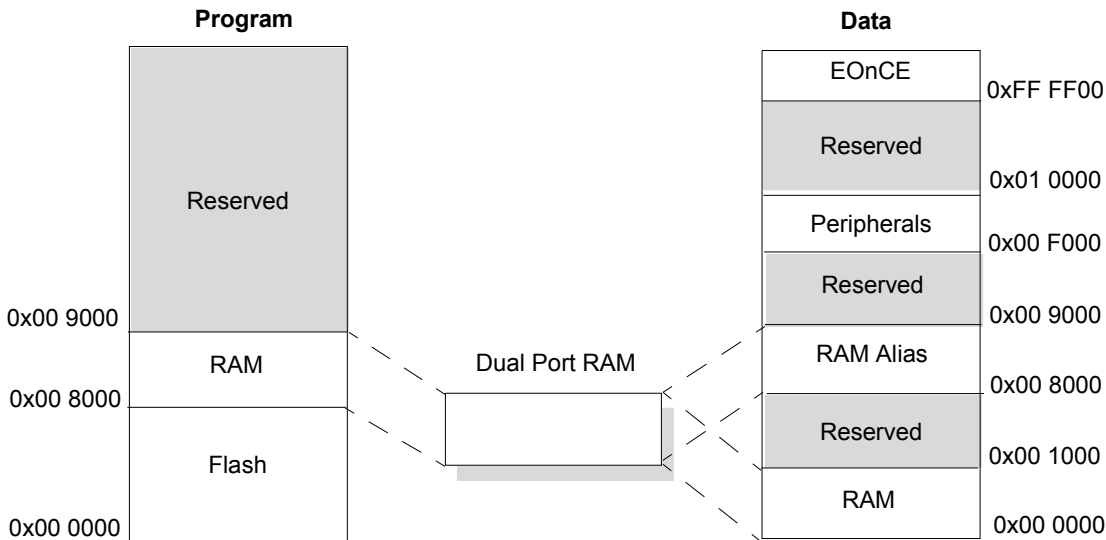 Program
Reserved
0x00 9000
RAM
0x00 8000
Flash
0x00 0000
Dual Port RAM
Data
EOnCE
0xFF FF00
Reserved
0x01 0000
Peripherals
0x00 F000
Reserved
0x00 9000
RAM Alias
0x00 8000
Reserved
0x00 1000
RAM
0x00 0000